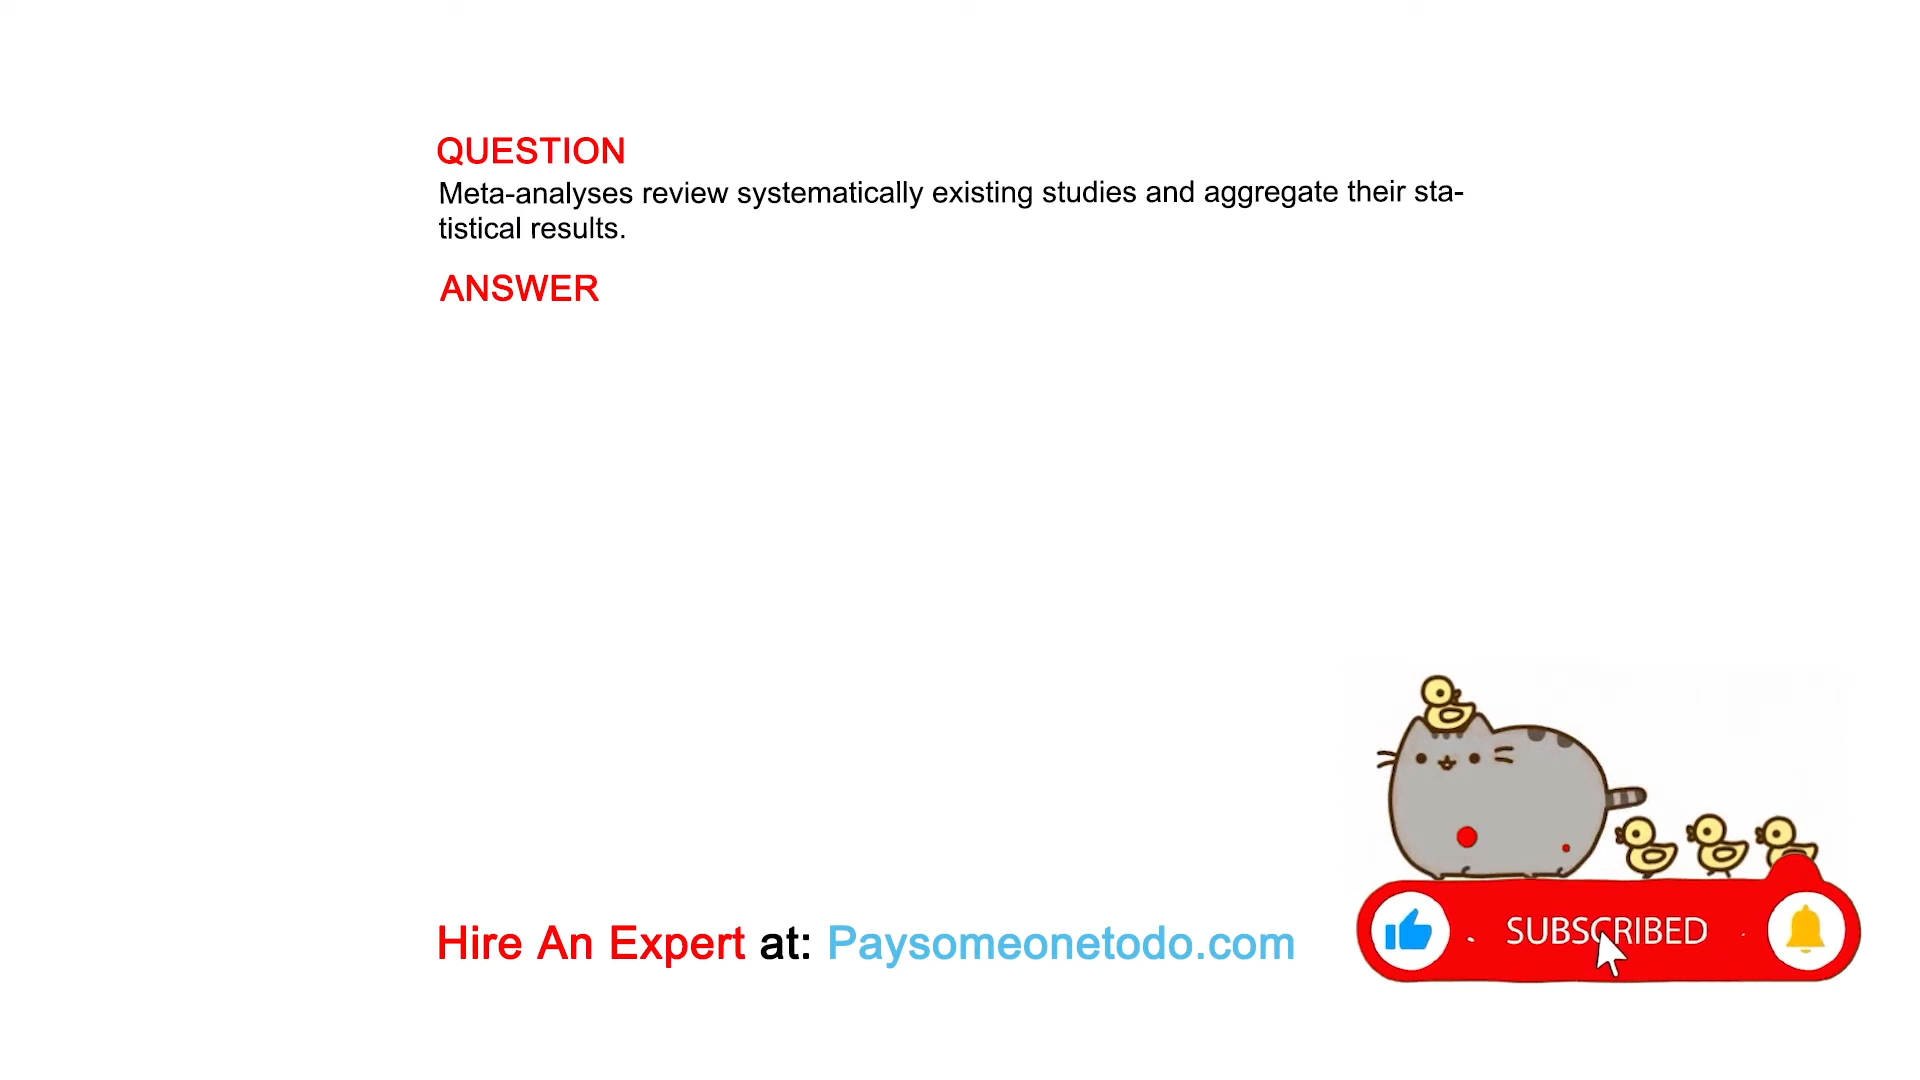 QUESTION
Meta-analyses review systematically existing studies and aggregate their sta-
tistical results.
ANSWER
Hire An Expert at: Paysomeonetodo.com
SUBSCRIBED